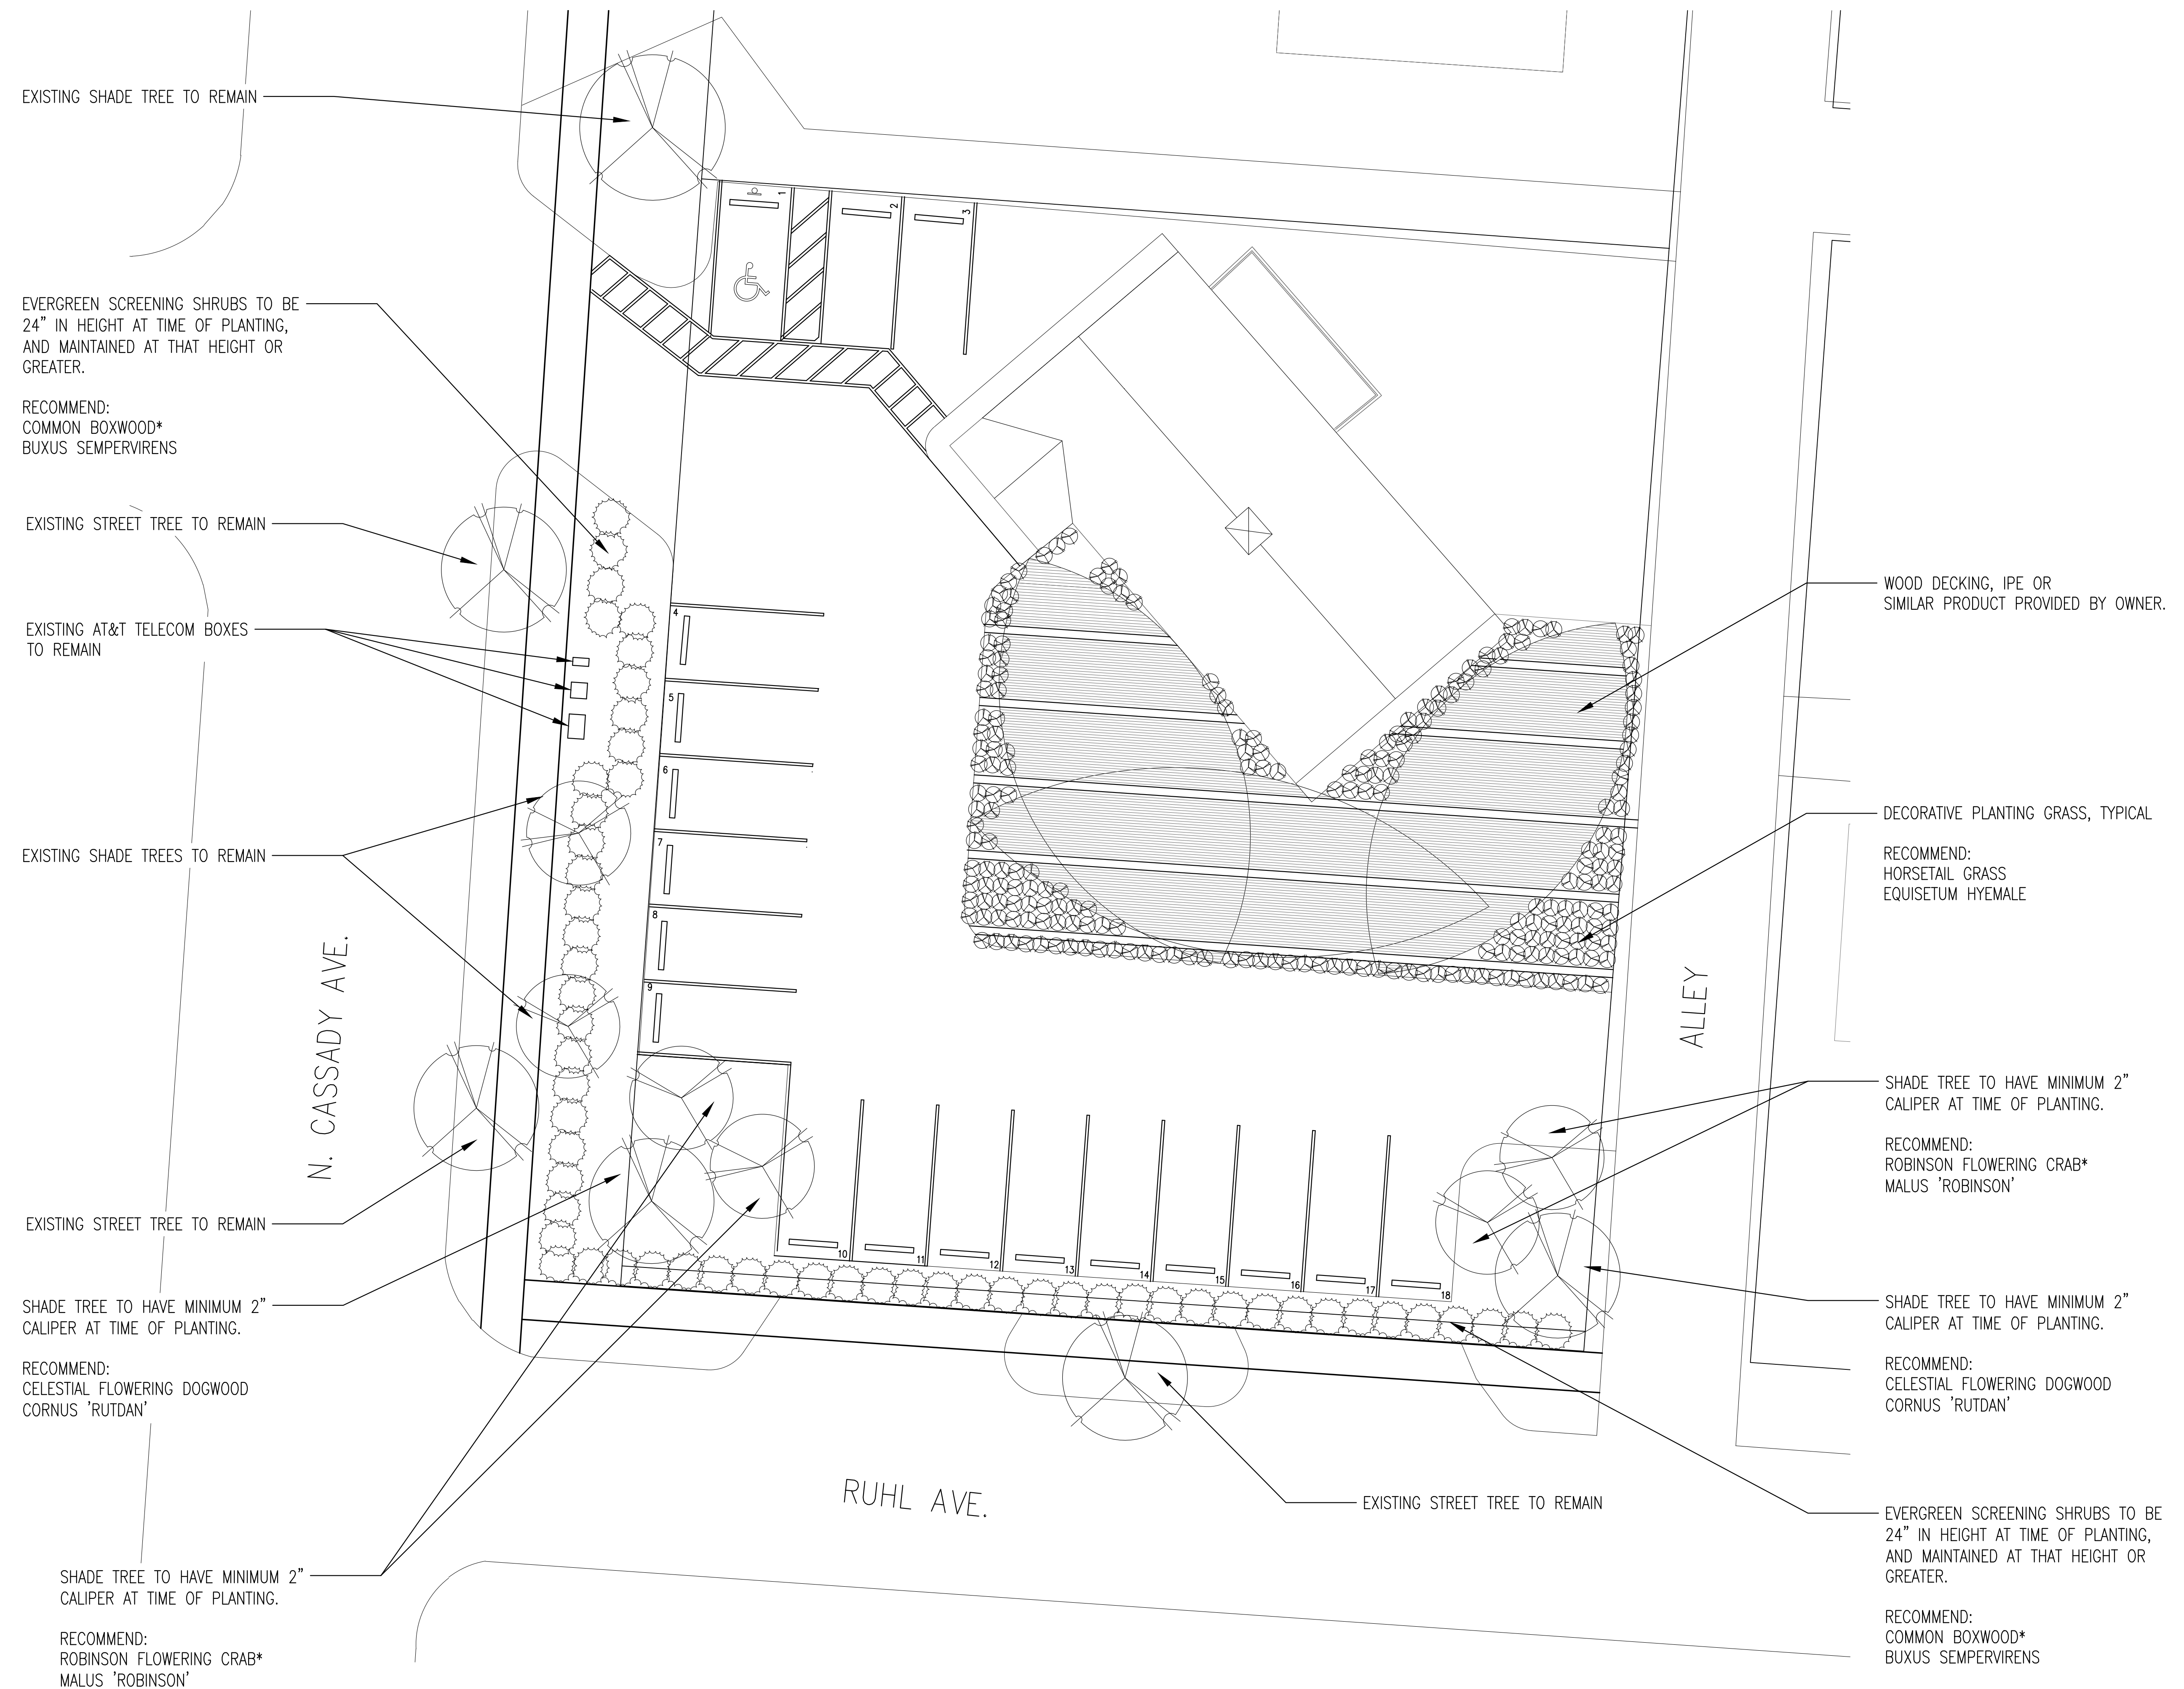 EXISTING SHADE TREE TO REMAIN
EVERGREEN SCREENING SHRUBS TO BE
24" IN HEIGHT AT TIME OF PLANTING,
AND MAINTAINED AT THAT HEIGHT OR
GREATER.
RECOMMEND:
COMMON BOXWOOD*
BUXUS SEMPERVIRENS
EXISTING STREET TREE TO REMAIN
EXISTING AT&T TELECOM BOXES
TO REMAIN
EXISTING SHADE TREES TO REMAIN
N. CASSADY AVE.
EXISTING STREET TREE TO REMAIN
SHADE TREE TO HAVE MINIMUM 2"
CALIPER AT TIME OF PLANTING.
RECOMMEND:
CELESTIAL FLOWERING DOGWOOD
CORNUS 'RUTDAN'
SHADE TREE TO HAVE MINIMUM 2"
CALIPER AT TIME OF PLANTING.
RECOMMEND:
ROBINSON FLOWERING CRAB*
MALUS 'ROBINSON'
1
2
3
4
5
6
7
8
9
10
11
12
13
14
15
16
17
18
RUHL AVE.
EXISTING STREET TREE TO REMAIN
ALLEY
WOOD DECKING, IPE OR
SIMILAR PRODUCT PROVIDED BY OWNER.
DECORATIVE PLANTING GRASS, TYPICAL
RECOMMEND:
HORSETAIL GRASS
EQUISETUM HYEMALE
SHADE TREE TO HAVE MINIMUM 2"
CALIPER AT TIME OF PLANTING.
RECOMMEND:
ROBINSON FLOWERING CRAB*
MALUS 'ROBINSON'
SHADE TREE TO HAVE MINIMUM 2"
CALIPER AT TIME OF PLANTING.
RECOMMEND:
CELESTIAL FLOWERING DOGWOOD
CORNUS 'RUTDAN'
EVERGREEN SCREENING SHRUBS TO BE
24" IN HEIGHT AT TIME OF PLANTING,
AND MAINTAINED AT THAT HEIGHT OR
GREATER.
RECOMMEND:
COMMON BOXWOOD*
BUXUS SEMPERVIRENS